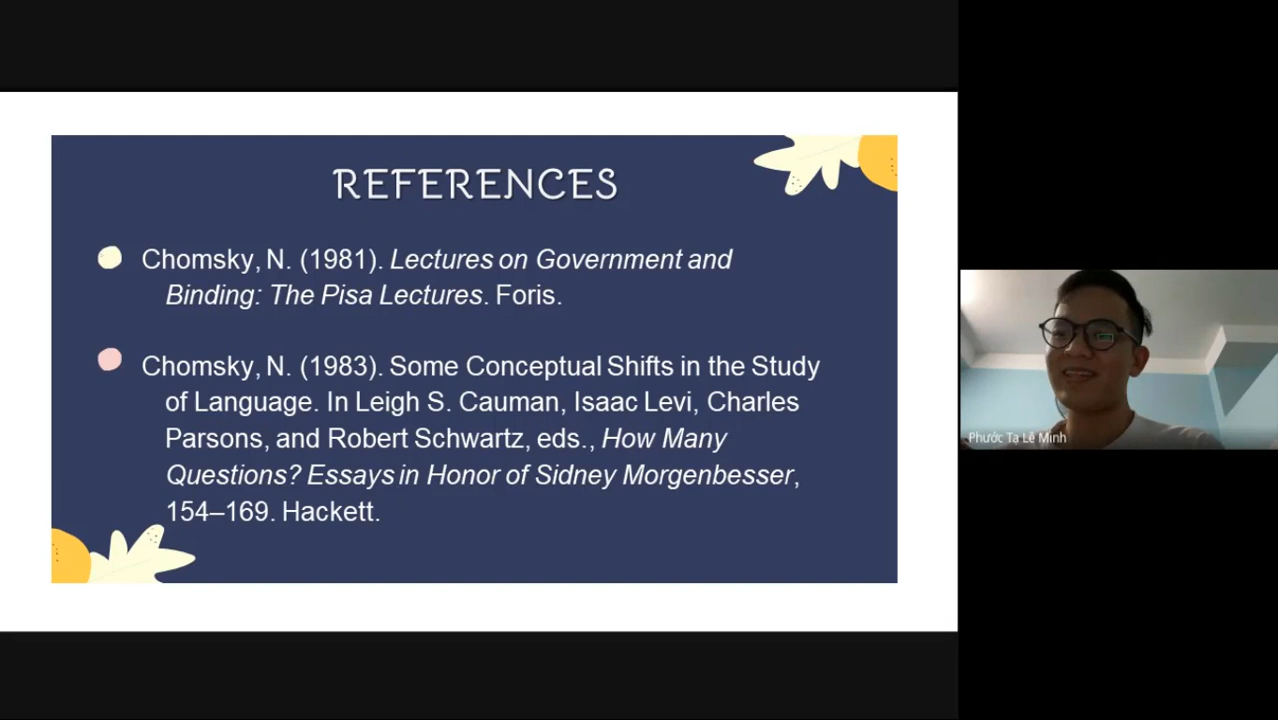 REFERENCES
Chomsky, N. (1981). Lectures on Government and
Binding: The Pisa Lectures. Foris.
Chomsky, N. (1983). Some Conceptual Shifts in the Study
of Language. In Leigh S. Cauman, Isaac Levi, Charles
Parsons, and Robert Schwartz, eds., How Many
Questions? Essays in Honor of Sidney Morgenbesser,
154–169. Hackett.
Phước Tạ Lê Minh